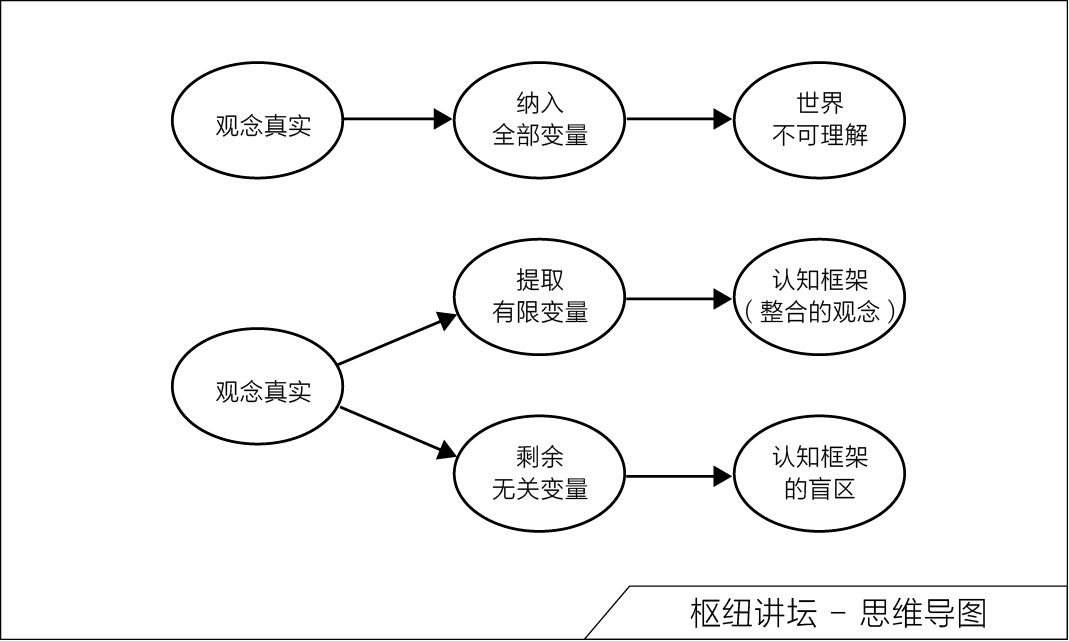 观念真实
纳入
全部变量
世界
不可理解
提取
有限变量
认知框架
（整合的观念）
观念真实
剩余
无关变量
认知框架
的盲区
枢纽讲坛 – 思维导图